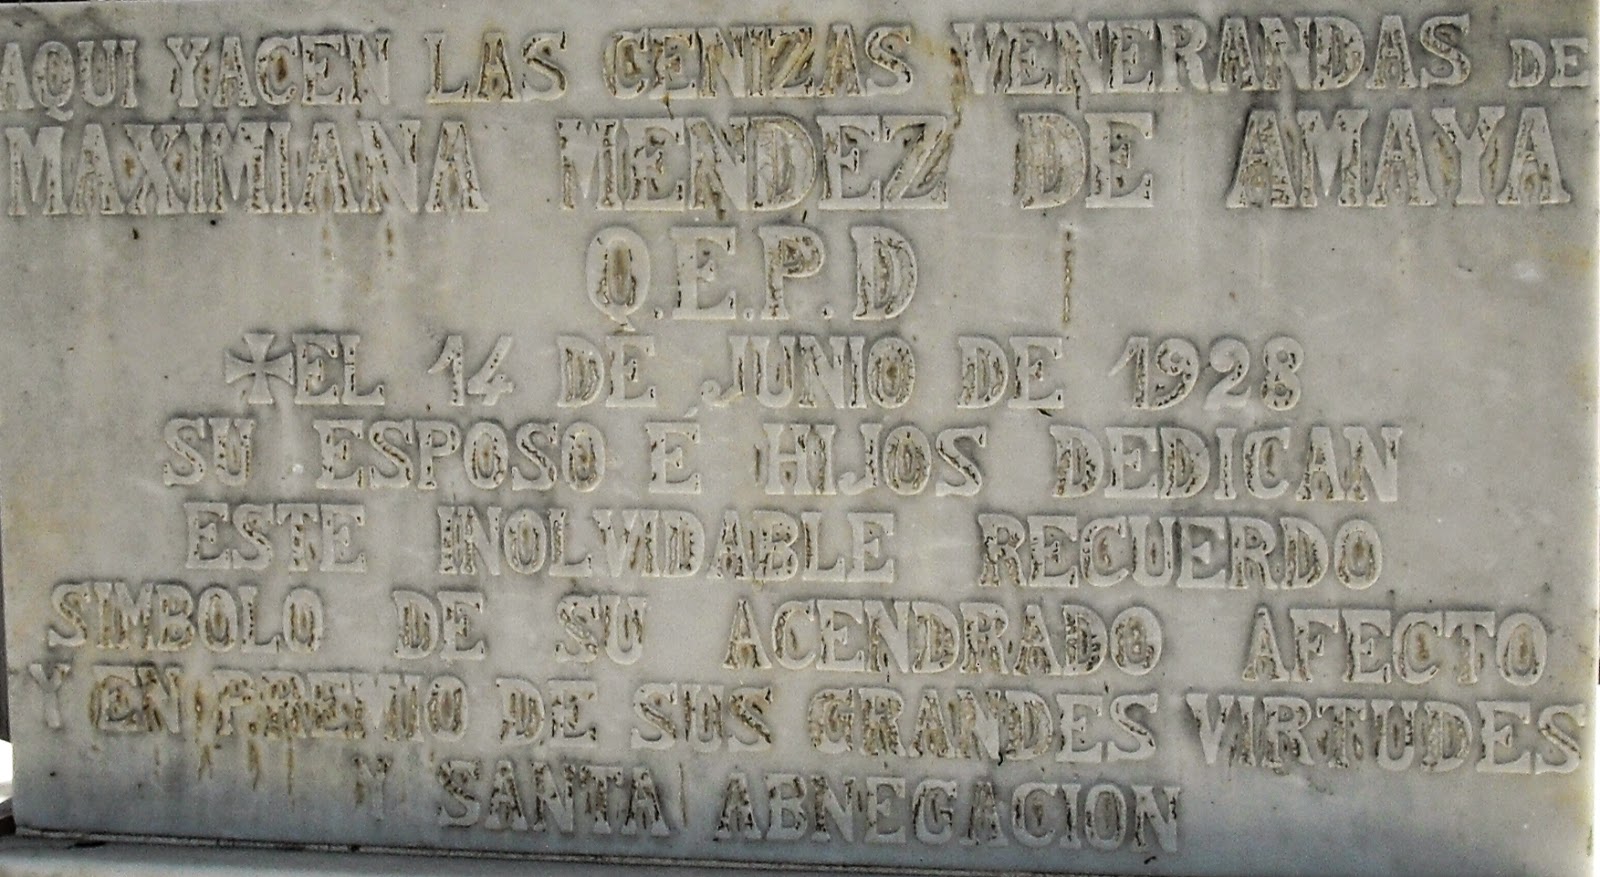 AQUI YACEN LAS CENIZAS VENERANDAS DE
MAXIMIANA MENDEZ DE AMAYA
Q.E.P.D
✠EL 14 DE JUNIO DE 1928
SU ESPOSO É HIJOS DEDICAN
ESTE INOLVIDABLE RECUERDO
SIMBOLO DE SU ACENDRADO AFECTO
Y EN PREMIO DE SUS GRANDES VIRTUDES
Y SANTA ABNEGACION